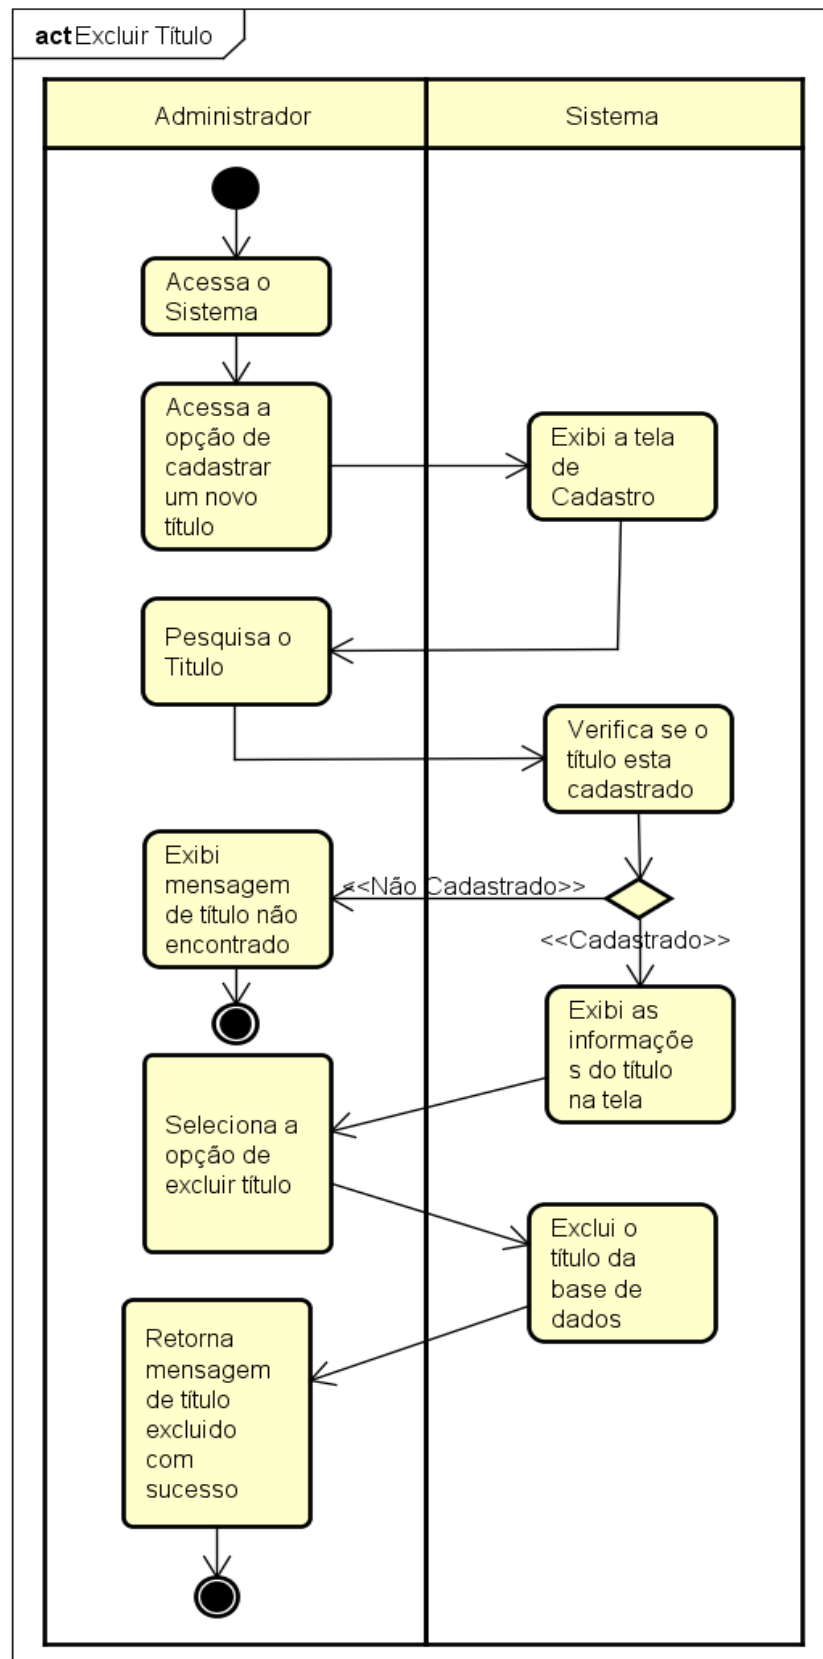 act Excluir Título
Administrador
Sistema
Acessa o
Sistema
Acessa a
opção de
cadastrar
um novo
título
Exibi a tela
de
Cadastro
Pesquisa o
Titulo
Verifica se o
título esta
cadastrado
Exibi
mensagem
de título não
encontrado
<<Não Cadastrado>>
<<Cadastrado>>
Exibi as
informaçõe
s do título
na tela
Seleciona a
opção de
excluir título
Exclui o
título da
base de
dados
Retorna
mensagem
de título
excluido
com
sucesso